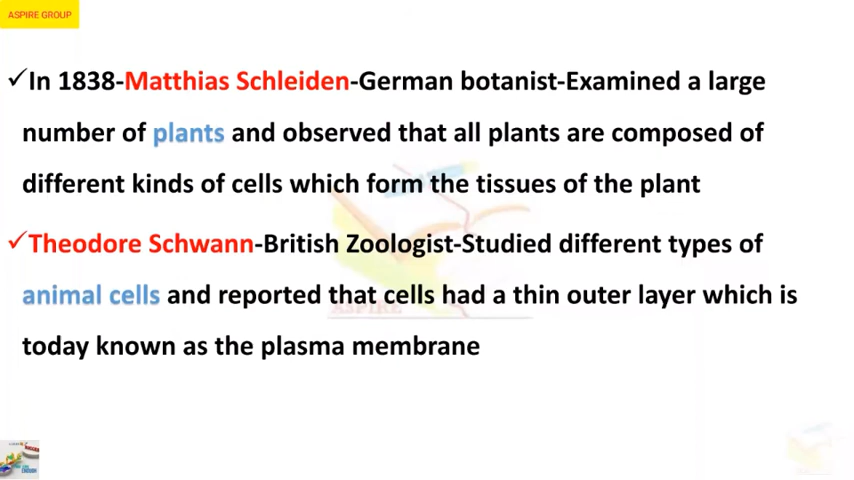 ASPIRE GROUP
✓In 1838-Matthias Schleiden-German botanist-Examined a large
number of plants and observed that all plants are composed of
different kinds of cells which form the tissues of the plant
✓Theodore Schwann-British Zoologist-Studied different types of
animal cells and reported that cells had a thin outer layer which is
today known as the plasma membrane
ASPIRE